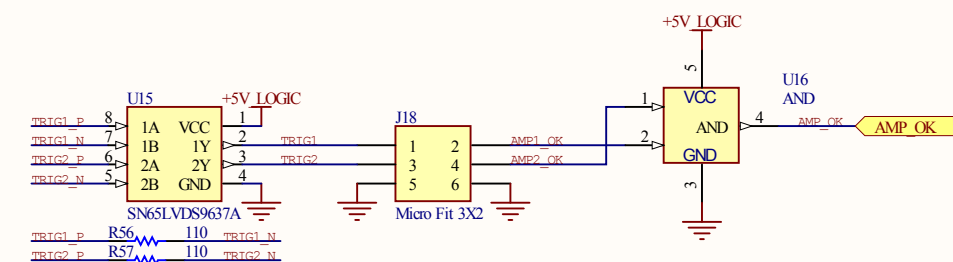 +5V_LOGIC
U15
+5V_LOGIC
U16
AND
J18
TRIG1_P 8 1A VCC 1
TRIG1_N 7 1B 1Y 2 TRIG1
TRIG2_P 6 2A 2Y 3 TRIG2
TRIG2_N 5 2B GND 4
SN65LVDS9637A
1 2 AMP1_OK
3 4 AMP2_OK
5 6
Micro Fit 3X2
5
1 VCC
AND 4 AMP_OK AMP_OK
2 GND
3
TRIG1_P R56 110 TRIG1_N
TRIG2_P R57 110 TRIG2_N